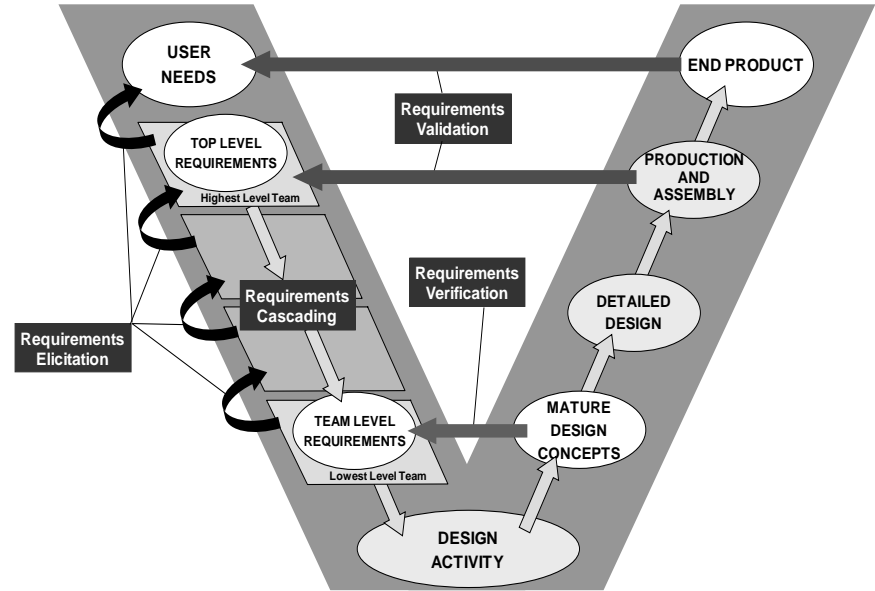 USER
NEEDS
END PRODUCT
Requirements
Validation
TOP LEVEL
REQUIREMENTS
Highest Level Team
PRODUCTION
AND
ASSEMBLY
Requirements
Verification
Requirements
Cascading
DETAILED
DESIGN
Requirements
Elicitation
TEAM LEVEL
REQUIREMENTS
Lowest Level Team
MATURE
DESIGN
CONCEPTS
DESIGN
ACTIVITY